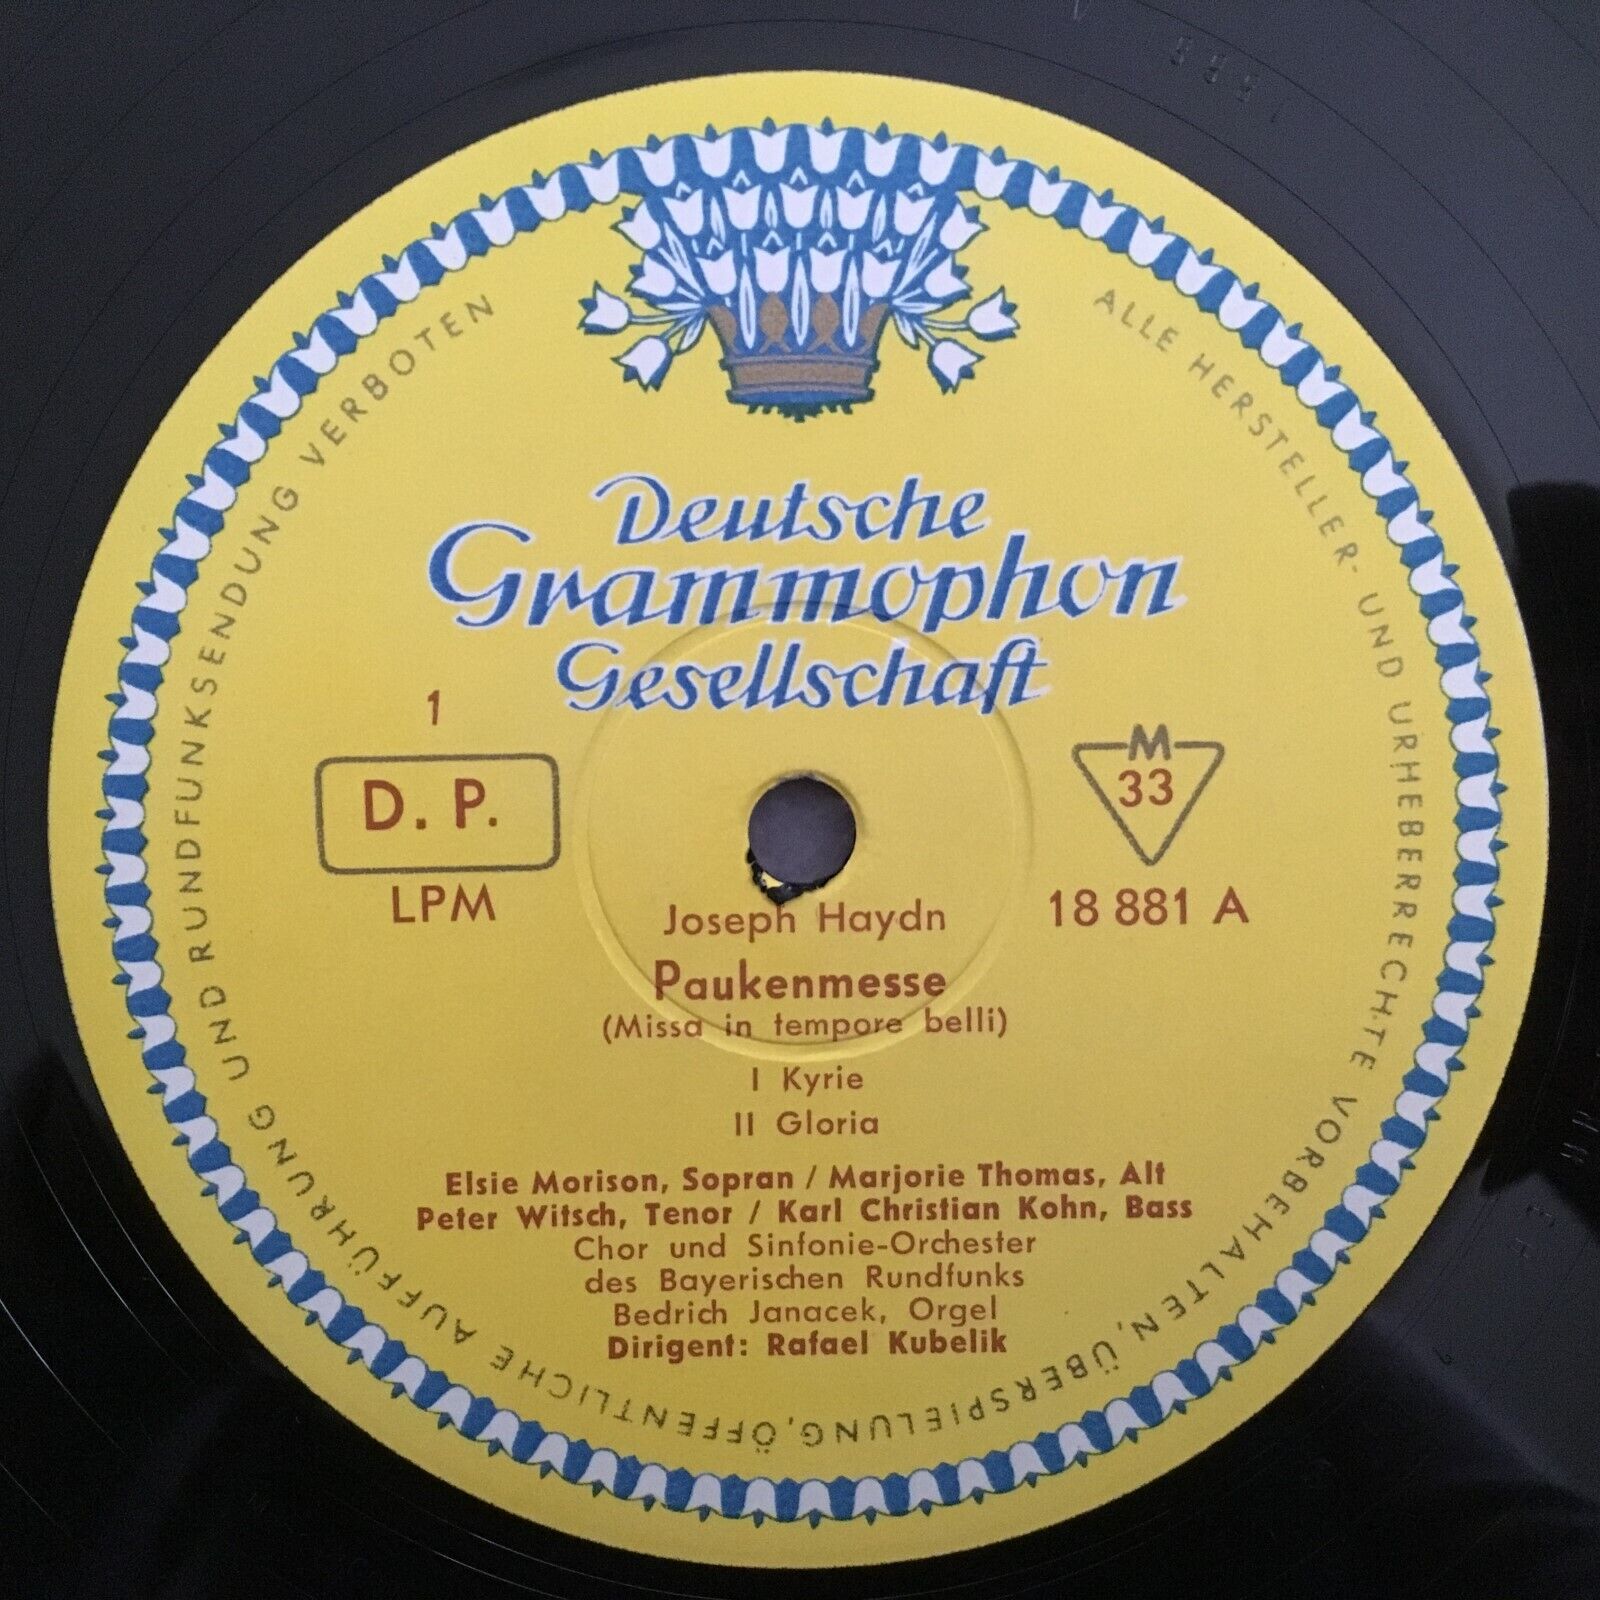 ALLE HERSTELLER- UND URHEBERRECHTE VORBEHALTEN, ÜBERSPIELUNG, ÖFFENTLICHE AUFFÜHRUNG UND RUNDFUNKSENDUNG VERBOTEN
Deutsche
Grammophon
Gesellschaft
1
D. P.
LPM
M
33
18 881 A
Joseph Haydn
Paukenmesse
(Missa in tempore belli)
I Kyrie
II Gloria
Elsie Morison, Sopran / Marjorie Thomas, Alt
Peter Witsch, Tenor / Karl Christian Kohn, Bass
Chor und Sinfonie-Orchester
des Bayerischen Rundfunks
Bedrich Janacek, Orgel
Dirigent: Rafael Kubelik